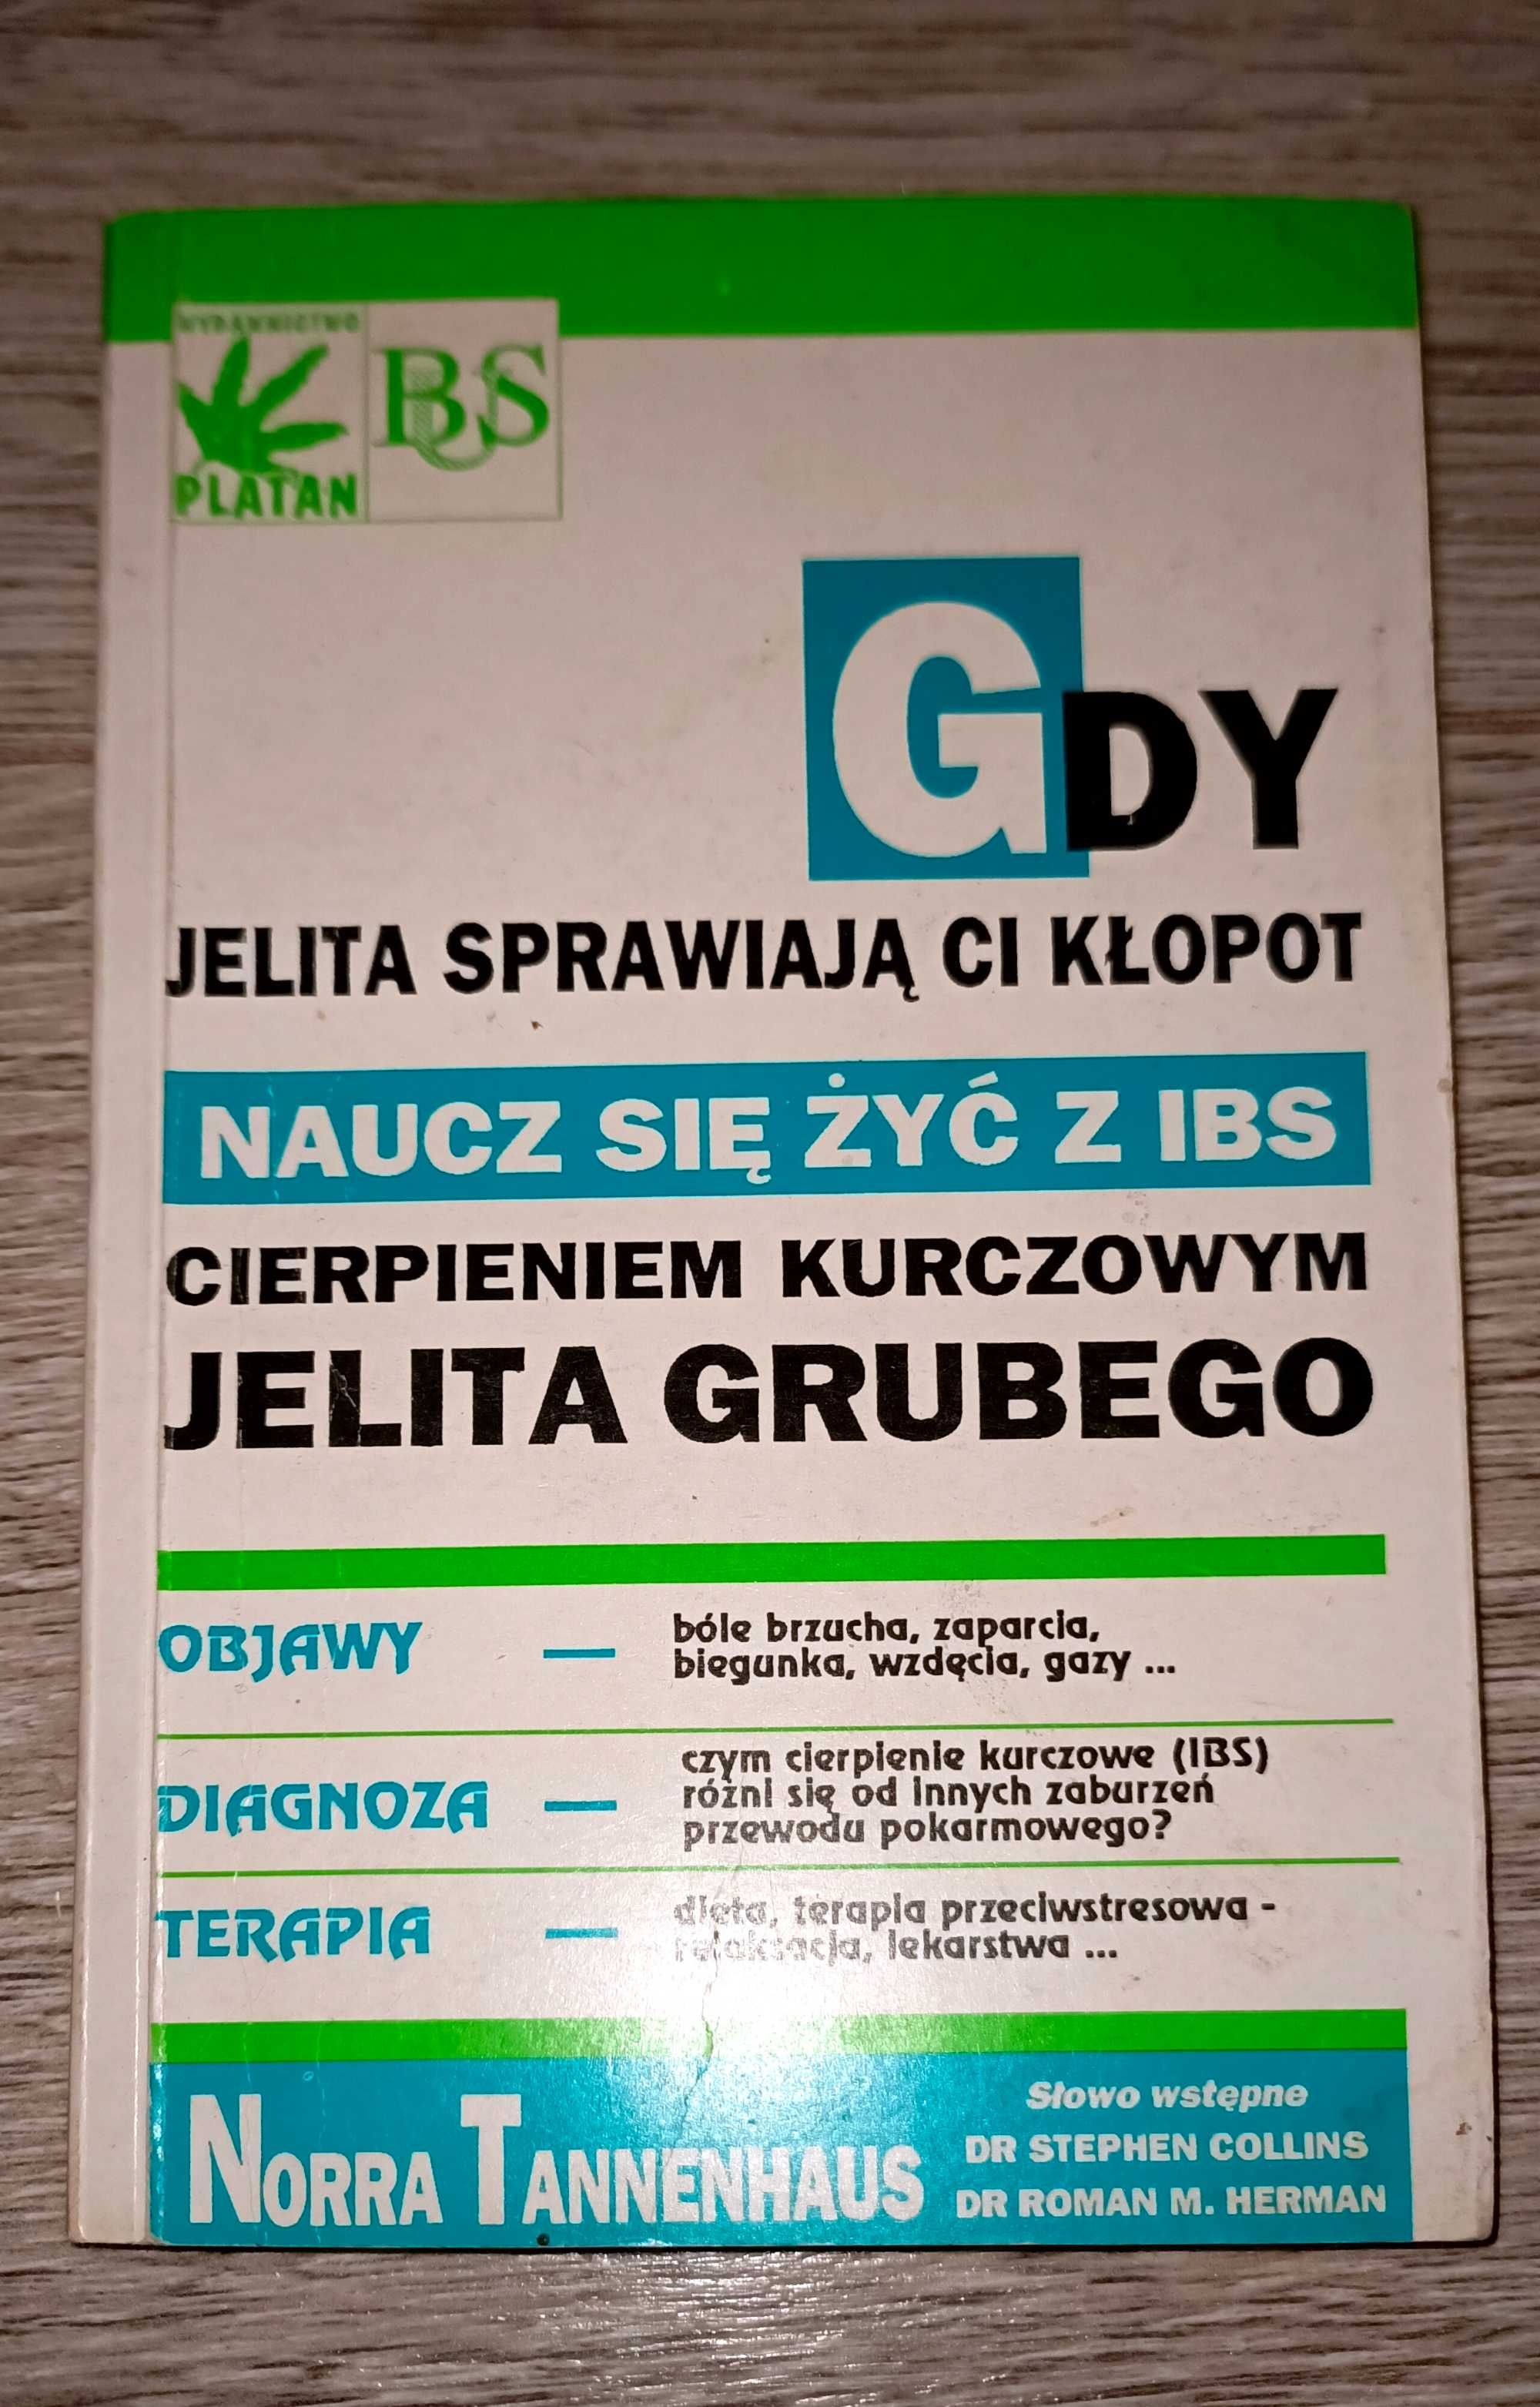 WYDAWNICTWO
PLATAN
BUS
GDY
JELITA SPRAWIAJĄ CI KŁOPOT
NAUCZ SIĘ ŻYĆ Z IBS
CIERPIENIEM KURCZOWYM
JELITA GRUBEGO
OBJAWY — bóle brzucha, zaparcia,
biegunka, wzdęcia, gazy ...
DIAGNOZA — czym cierpienie kurczowe (IBS)
różni się od innych zaburzeń
przewodu pokarmowego?
TERAPIA — dieta, terapia przeciwstresowa -
relaksacja, lekarstwa ...
NORRA TANNENHAUS
Słowo wstępne
DR STEPHEN COLLINS
DR ROMAN M. HERMAN